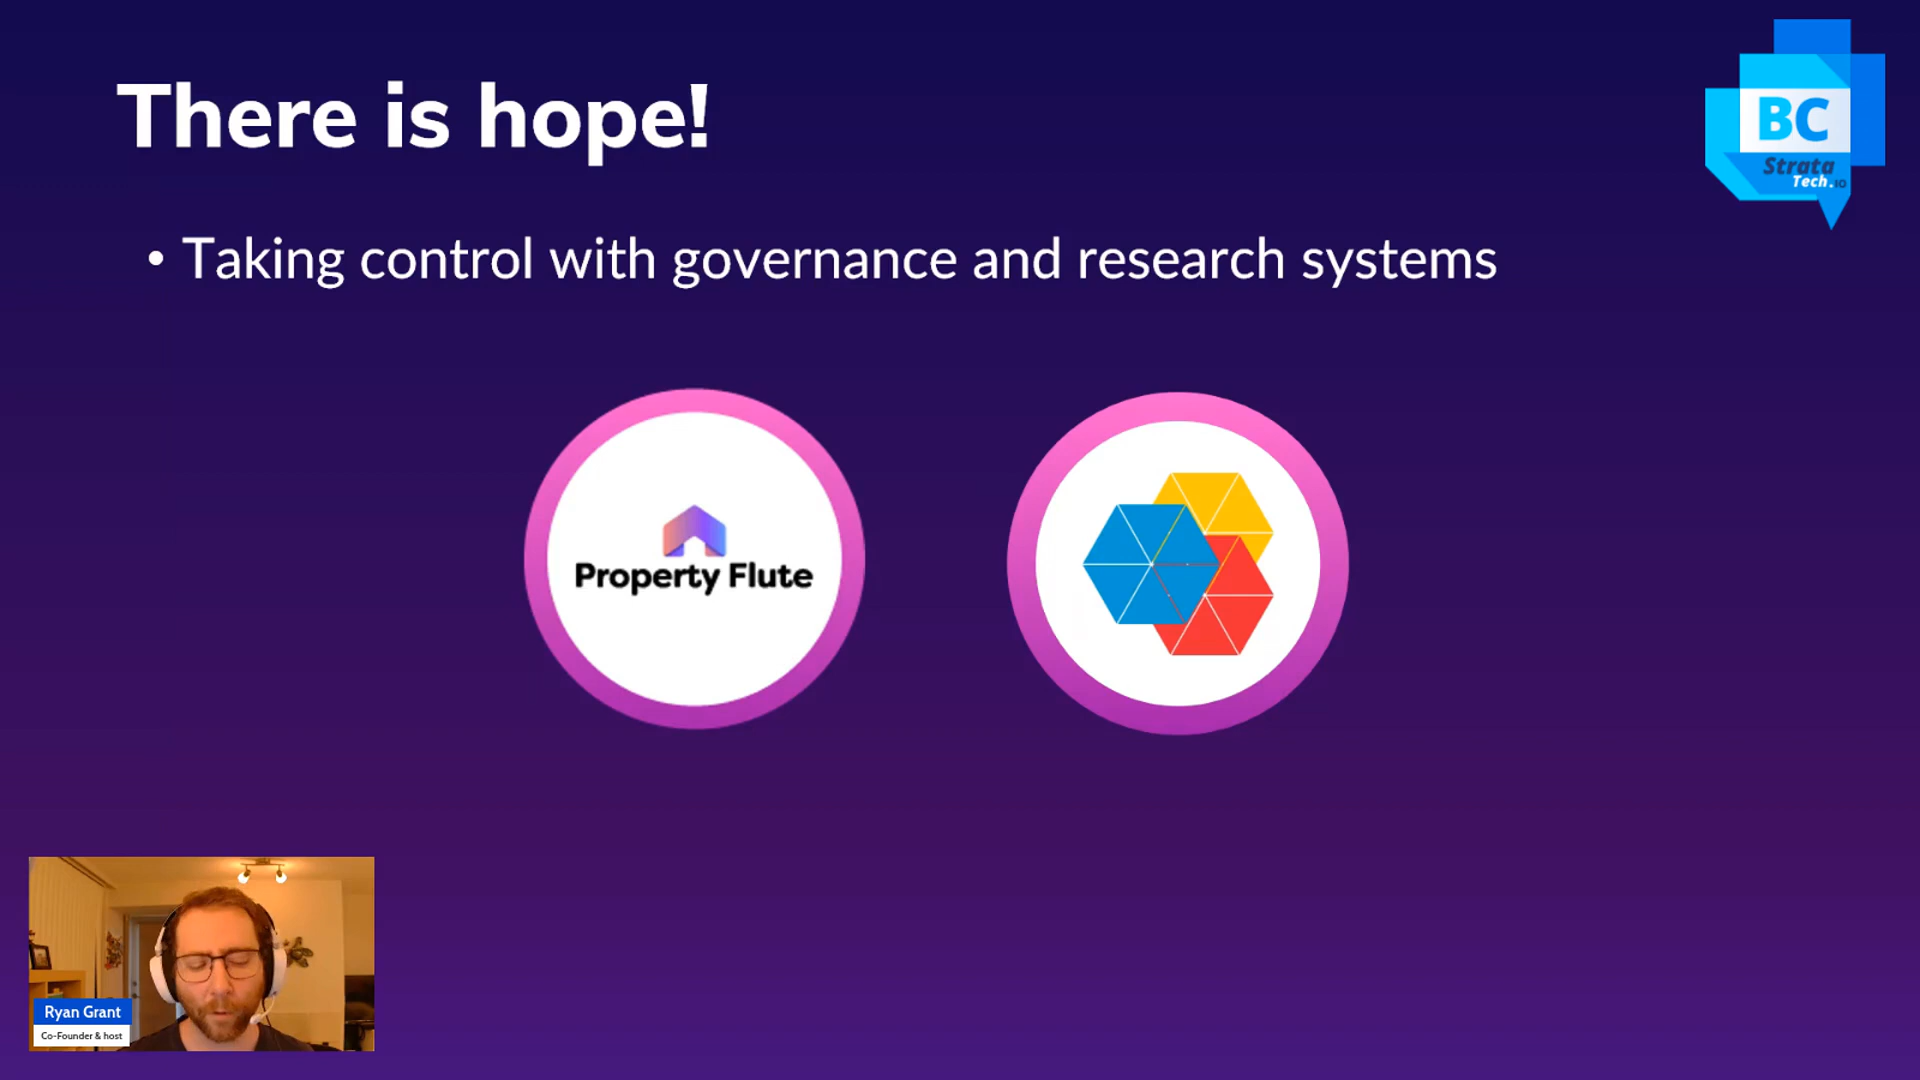 There is hope!
BC
Strata
Tech.io
• Taking control with governance and research systems
Property Flute
Ryan Grant
Co-Founder & host